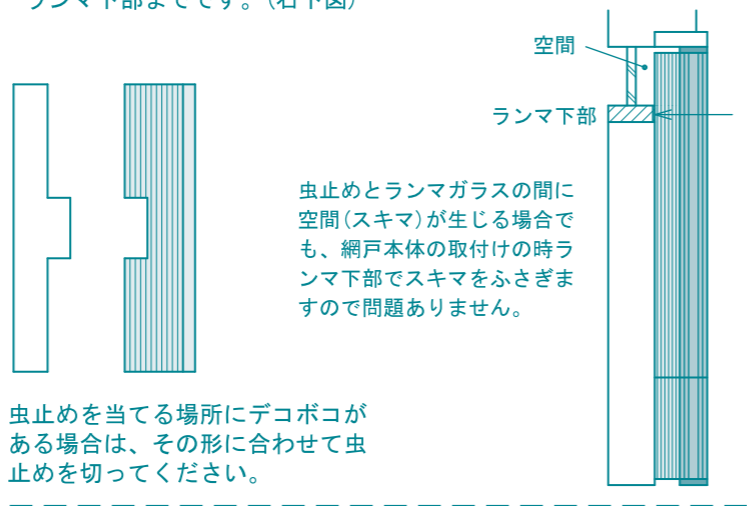 ランマ下部までです。(右下図)
空間
ランマ下部
虫止めとランマガラスの間に
空間(スキマ)が生じる場合で
も、網戸本体の取付けの時ラ
ンマ下部でスキマをふさぎま
すので問題ありません。
虫止めを当てる場所にデコボコが
ある場合は、その形に合わせて虫
止めを切ってください。